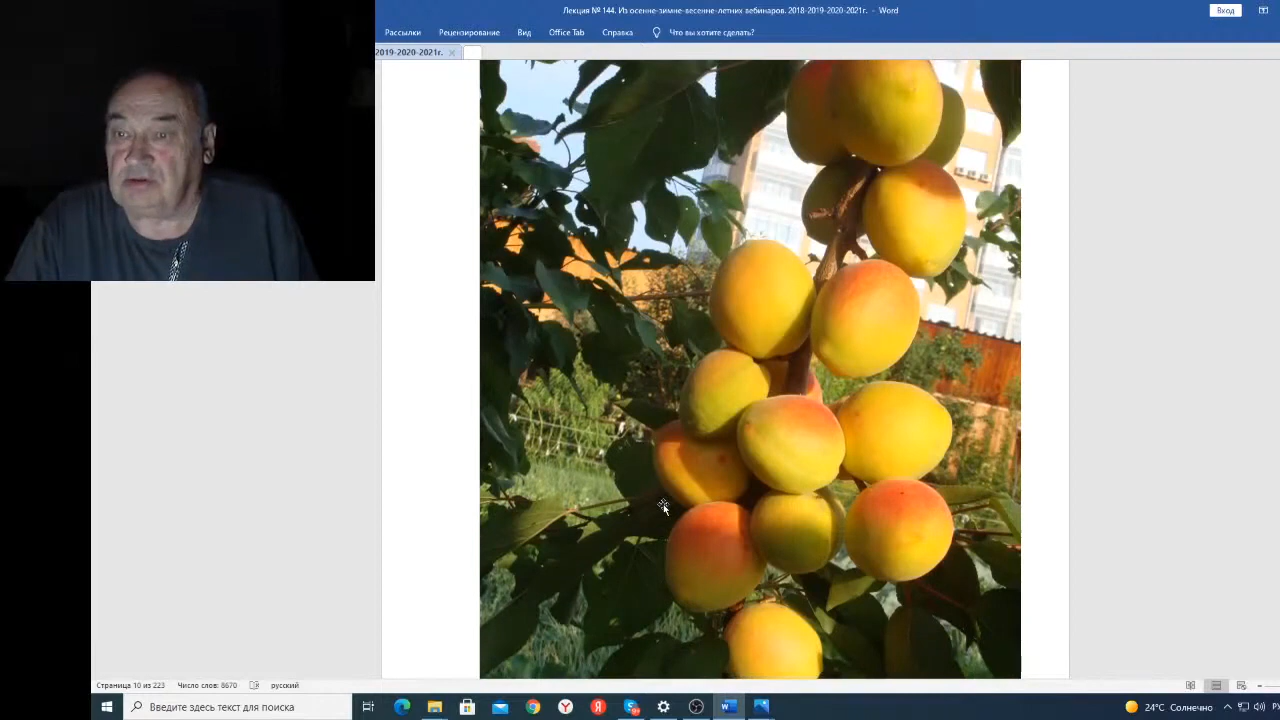 Лекция № 144. Из осенне-зимне-весенне-летних вебинаров. 2018-2019-2020-2021г. - Word
Вход
Рассылки Рецензирование Вид Office Tab Справка Что вы хотите сделать?
2019-2020-2021г.
Страница 10 из 223 Число слов: 8670 русский
Введите здесь текст для поиска
24°C Солнечно